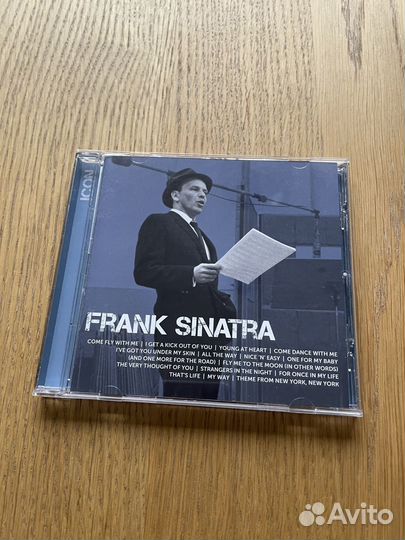 ICON
FRANK SINATRA
COME FLY WITH ME | I GET A KICK OUT OF YOU | YOUNG AT HEART | COME DANCE WITH ME
I'VE GOT YOU UNDER MY SKIN | ALL THE WAY | NICE 'N' EASY | ONE FOR MY BABY
(AND ONE MORE FOR THE ROAD) | FLY ME TO THE MOON (IN OTHER WORDS)
THE VERY THOUGHT OF YOU | STRANGERS IN THE NIGHT | FOR ONCE IN MY LIFE
THAT'S LIFE | MY WAY | THEME FROM NEW YORK, NEW YORK
Avito